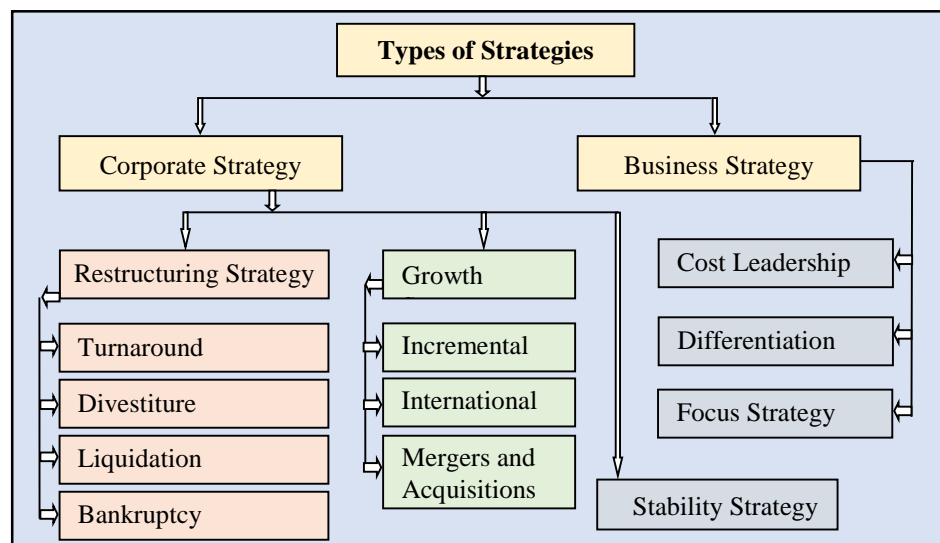 Types of Strategies
Corporate Strategy
Business Strategy
Restructuring Strategy
Turnaround
Divestiture
Liquidation
Bankruptcy
Growth
Incremental
International
Mergers and
Acquisitions
Stability Strategy
Cost Leadership
Differentiation
Focus Strategy